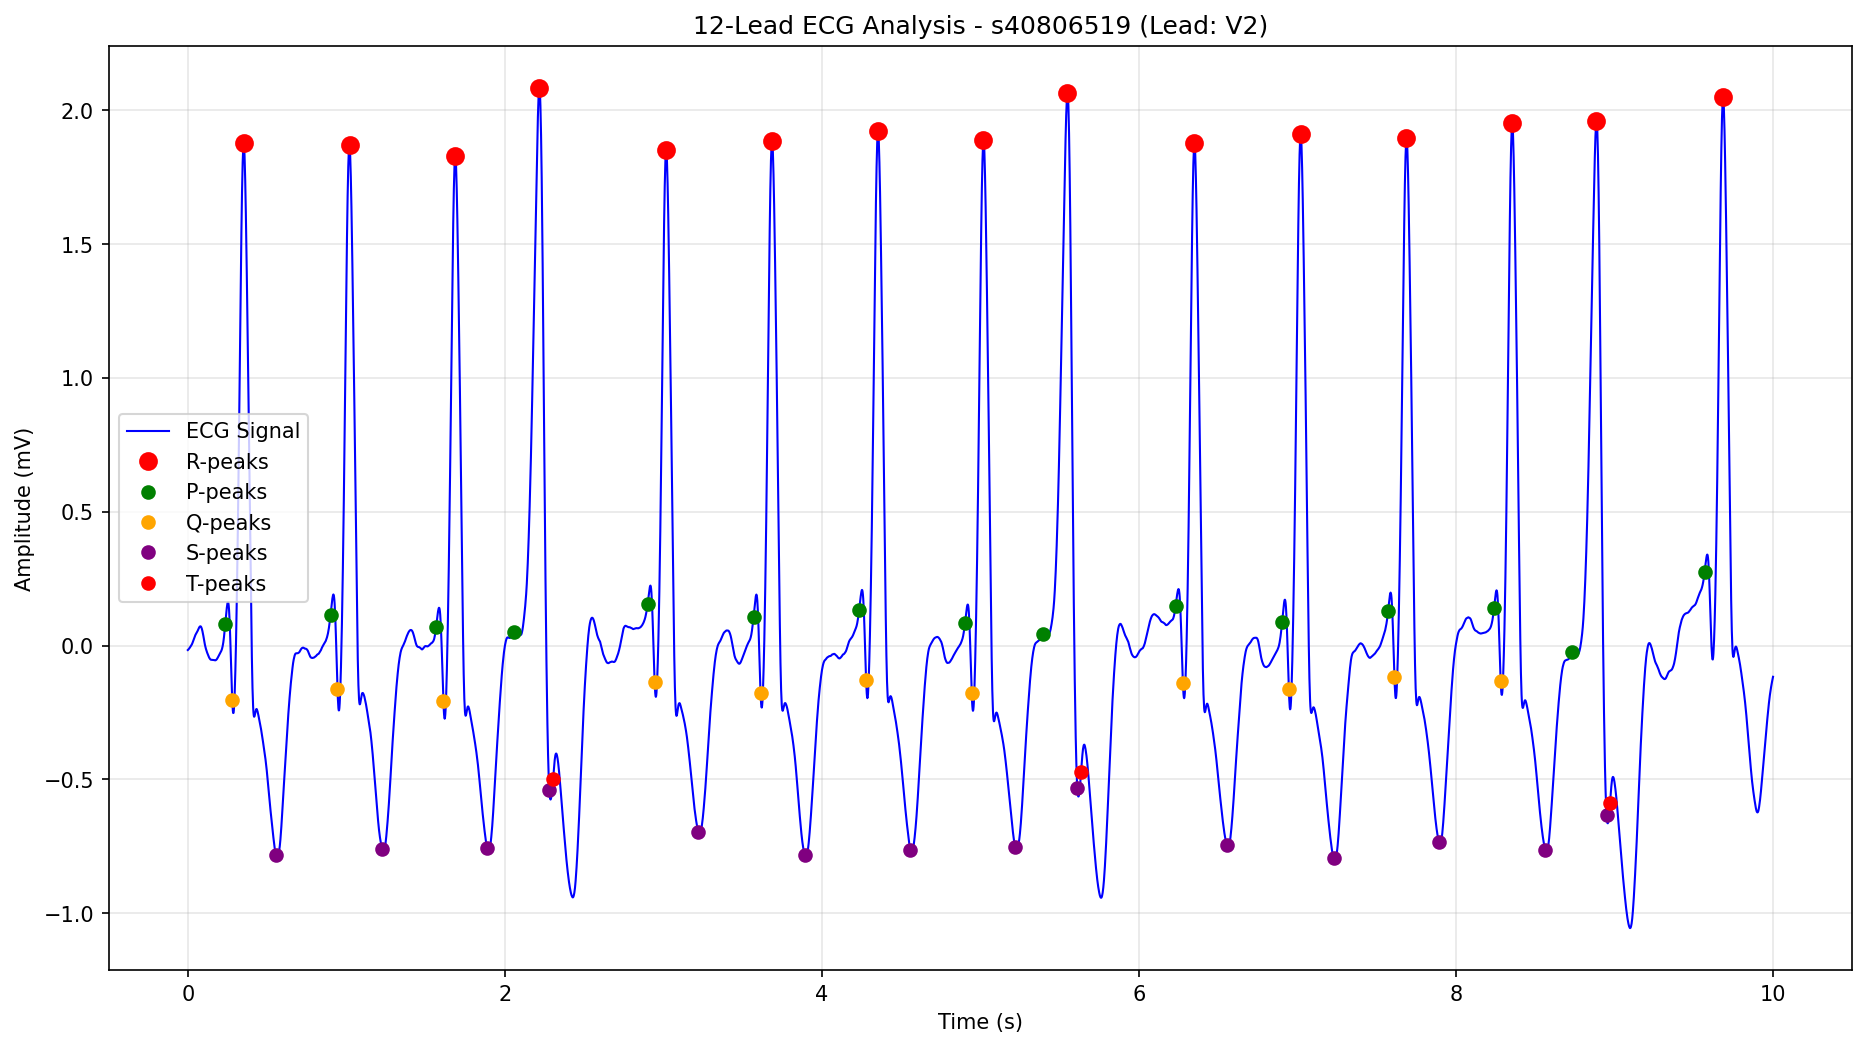 12-Lead ECG Analysis - s40806519 (Lead: V2)
Amplitude (mV)
2.0
1.5
1.0
0.5
0.0
−0.5
−1.0
ECG Signal
R-peaks
P-peaks
Q-peaks
S-peaks
T-peaks
0 2 4 6 8 10
Time (s)